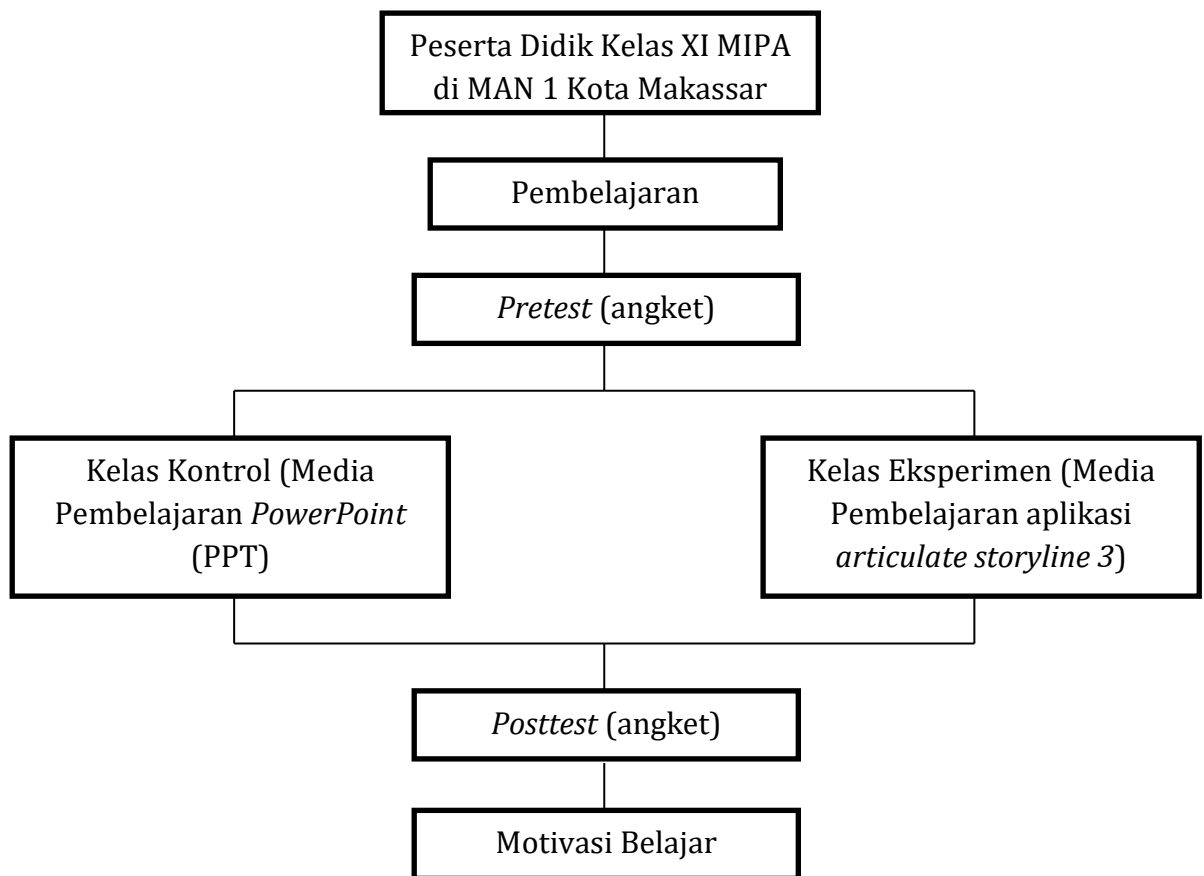 Peserta Didik Kelas XI MIPA
di MAN 1 Kota Makassar
Pembelajaran
Pretest (angket)
Kelas Kontrol (Media
Pembelajaran PowerPoint
(PPT)
Kelas Eksperimen (Media
Pembelajaran aplikasi
articulate storyline 3)
Posttest (angket)
Motivasi Belajar